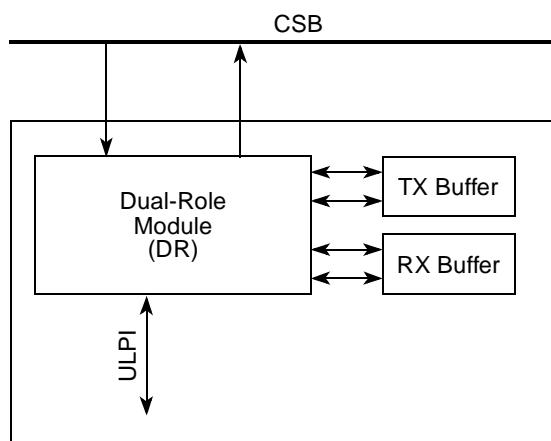 CSB
Dual-Role
Module
(DR)
TX Buffer
RX Buffer
ULPI